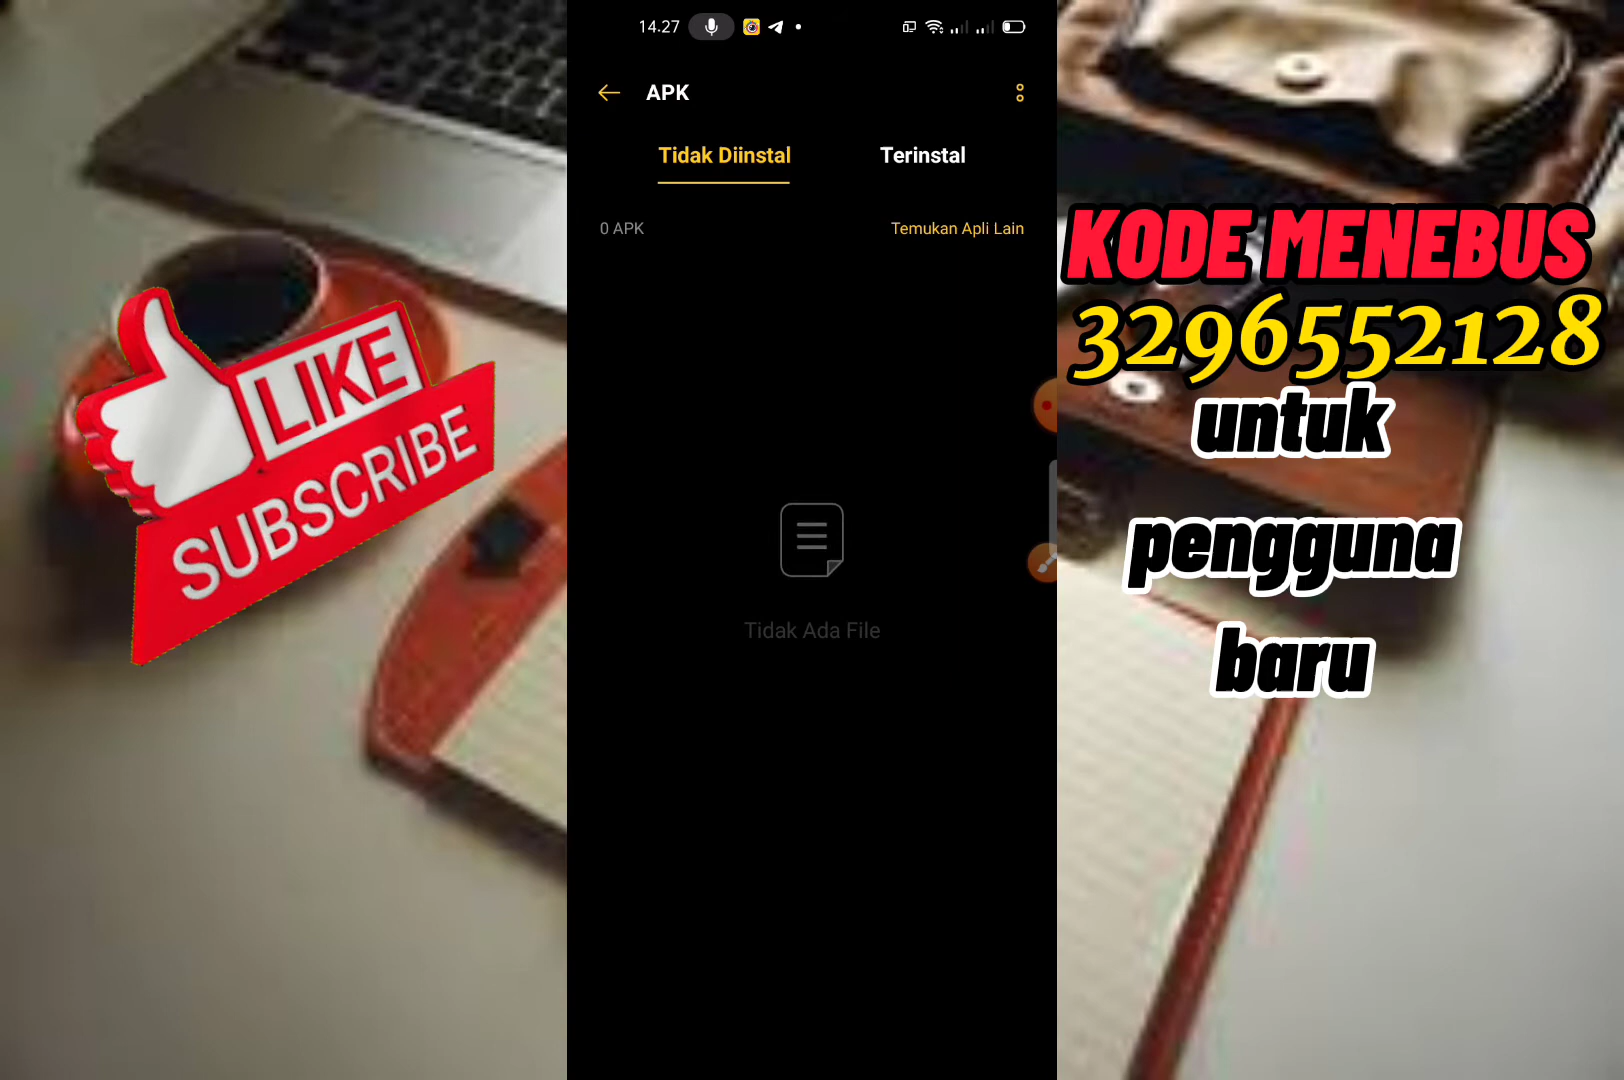 14.27
APK
Tidak Diinstal
Terinstal
0 APK
Temukan Apli Lain
Tidak Ada File
LIKE
SUBSCRIBE
KODE MENEBUS
3296552128
untuk
pengguna
baru